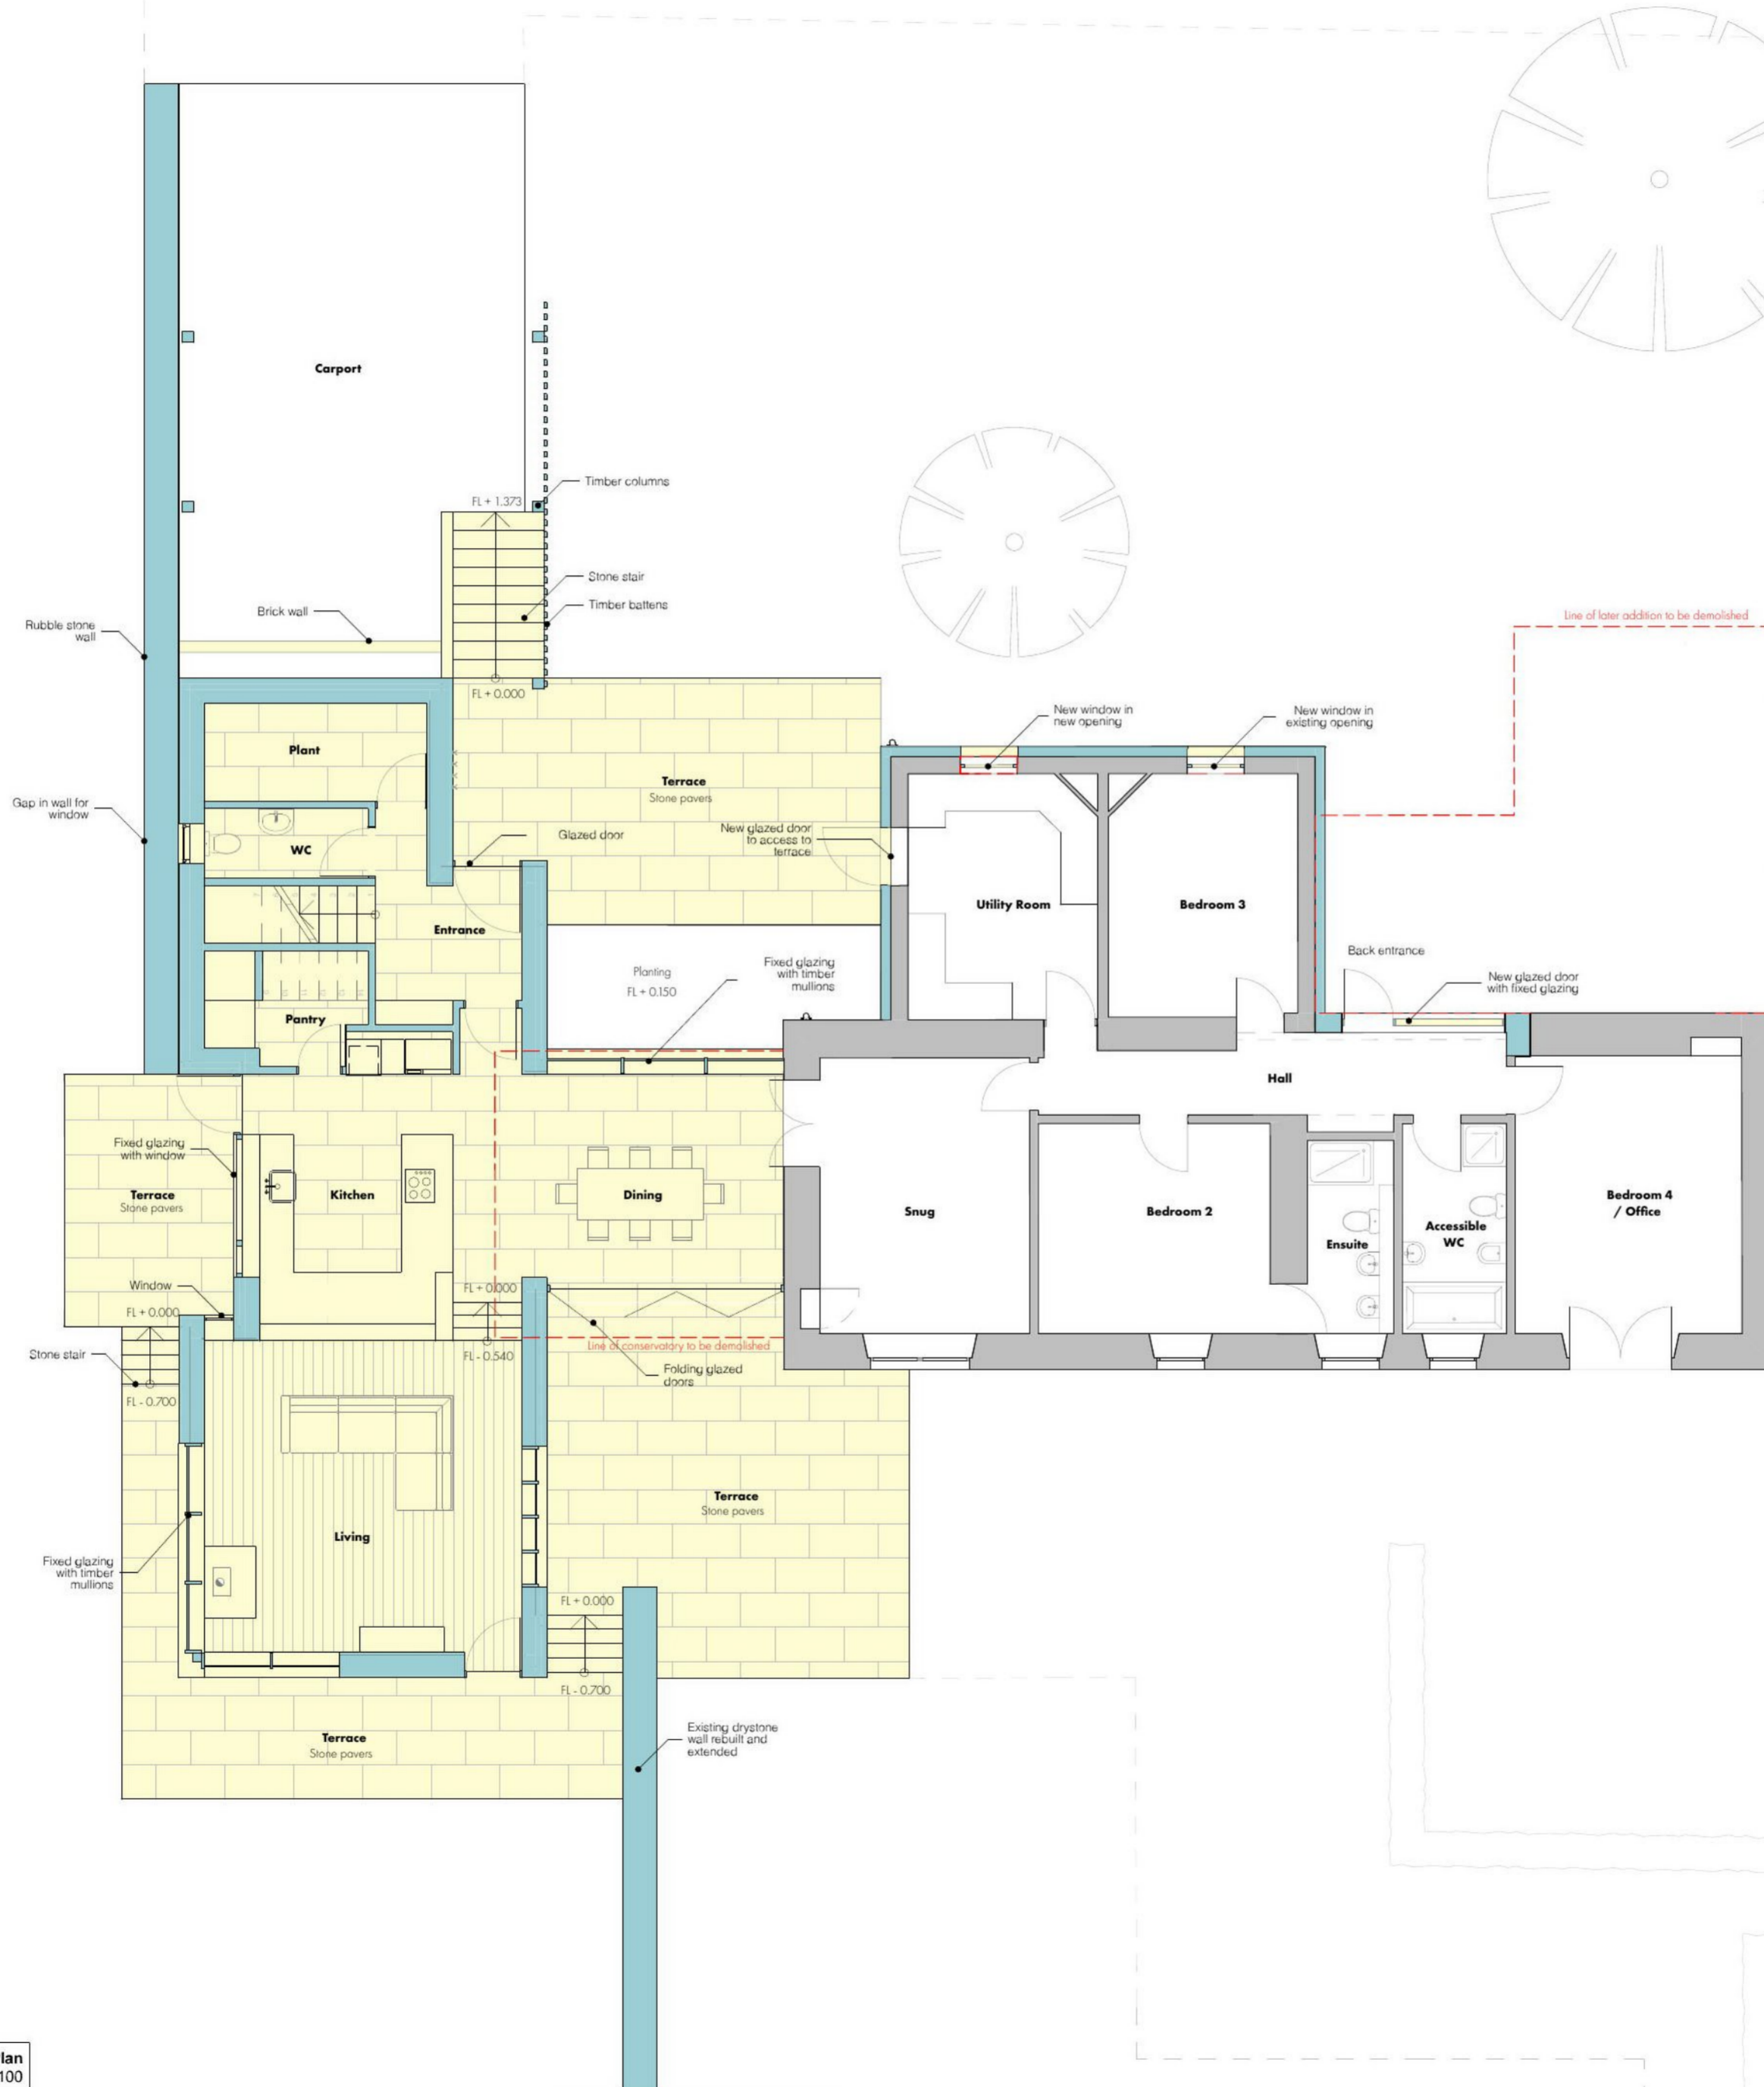 Carport
FL + 1.373
Timber columns
Stone stair
Timber battens
Brick wall
Rubble stone
wall
FL + 0.000
Line of later addition to be demolished
New window in
new opening
New window in
existing opening
Plant
Terrace
Stone pavers
Gap in wall for
window
WC
Glazed door
New glazed door
to access to
terrace
Utility Room
Bedroom 3
Entrance
Back entrance
Planting
FL + 0.150
Fixed glazing
with timber
mullions
New glazed door
with fixed glazing
Pantry
Hall
Fixed glazing
with window
Terrace
Stone pavers
Kitchen
Dining
Snug
Bedroom 2
Ensuite
Accessible
WC
Bedroom 4
/ Office
Window
FL + 0.000
FL + 0.000
Stone stair
FL - 0.540
Line of conservatory to be demolished
Folding glazed
doors
FL - 0.700
Terrace
Stone pavers
Living
Fixed glazing
with timber
mullions
FL + 0.000
FL - 0.700
Terrace
Stone pavers
Existing drystone
wall rebuilt and
extended
lan
100